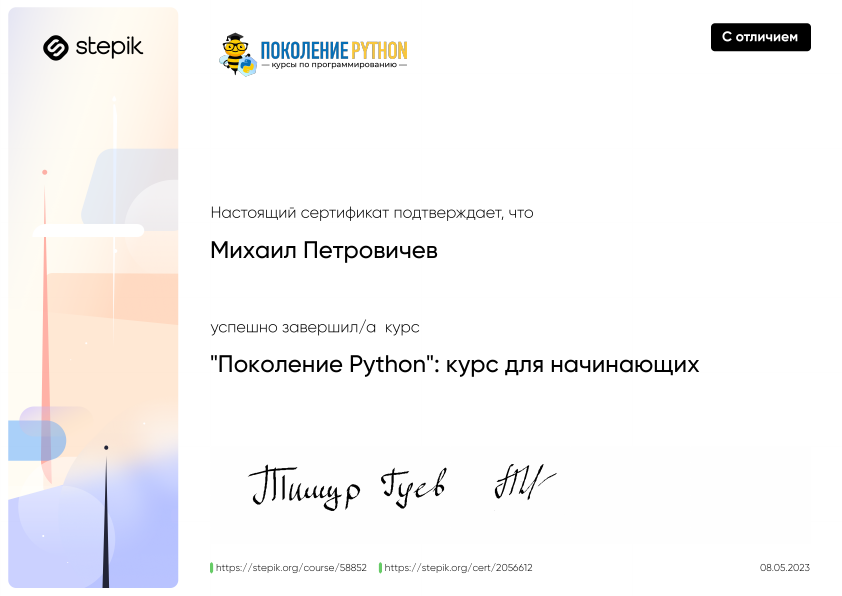 stepik
ПОКОЛЕНИЕ PYTHON
— курсы по программированию —
С отличием
Настоящий сертификат подтверждает, что
Михаил Петровичев
успешно завершил/а курс
"Поколение Python": курс для начинающих
Тимур Гуев
https://stepik.org/course/58852 https://stepik.org/cert/2056612 08.05.2023